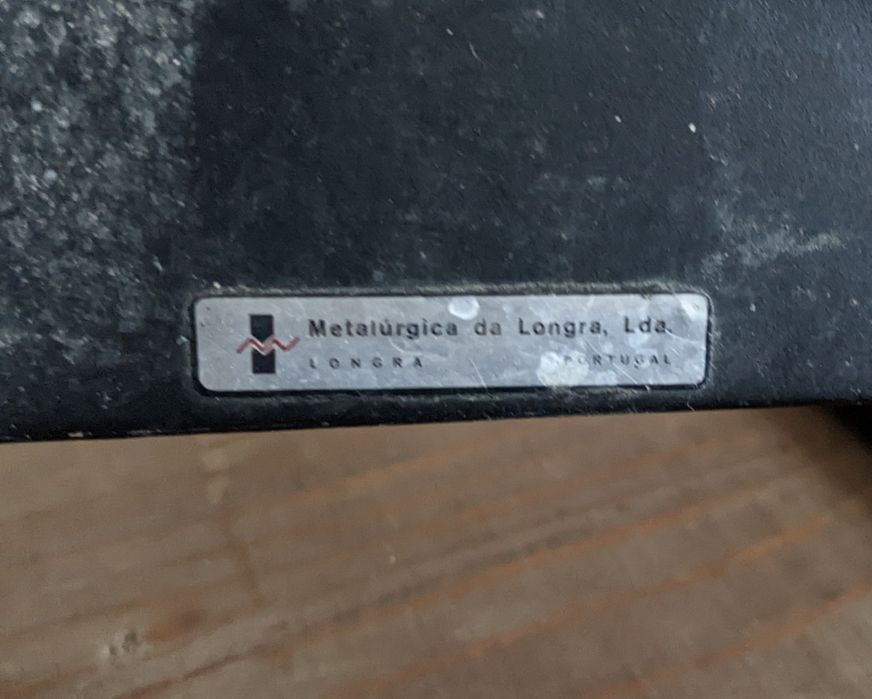 Metalúrgica da Longra, Lda.
LONGRA PORTUGAL